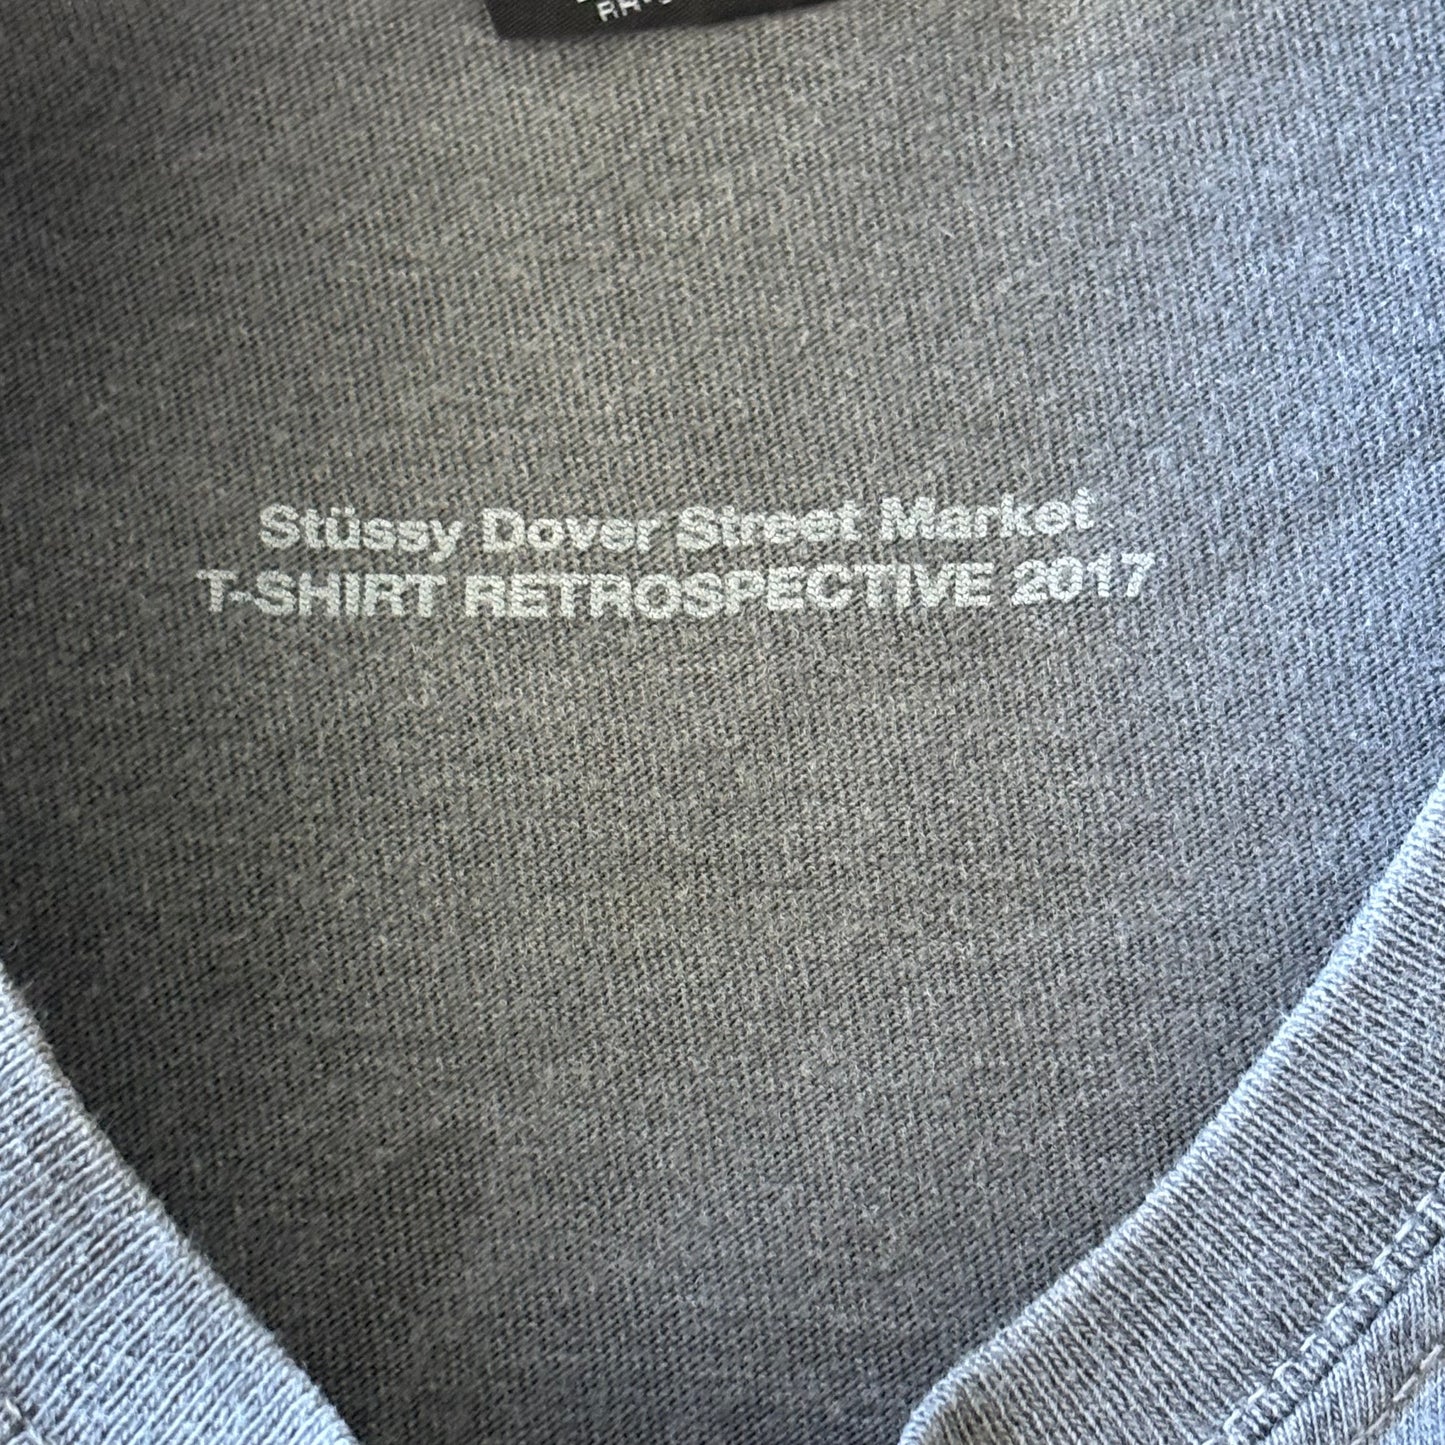 Stüssy Dover Street Market
T-SHIRT RETROSPECTIVE 2017